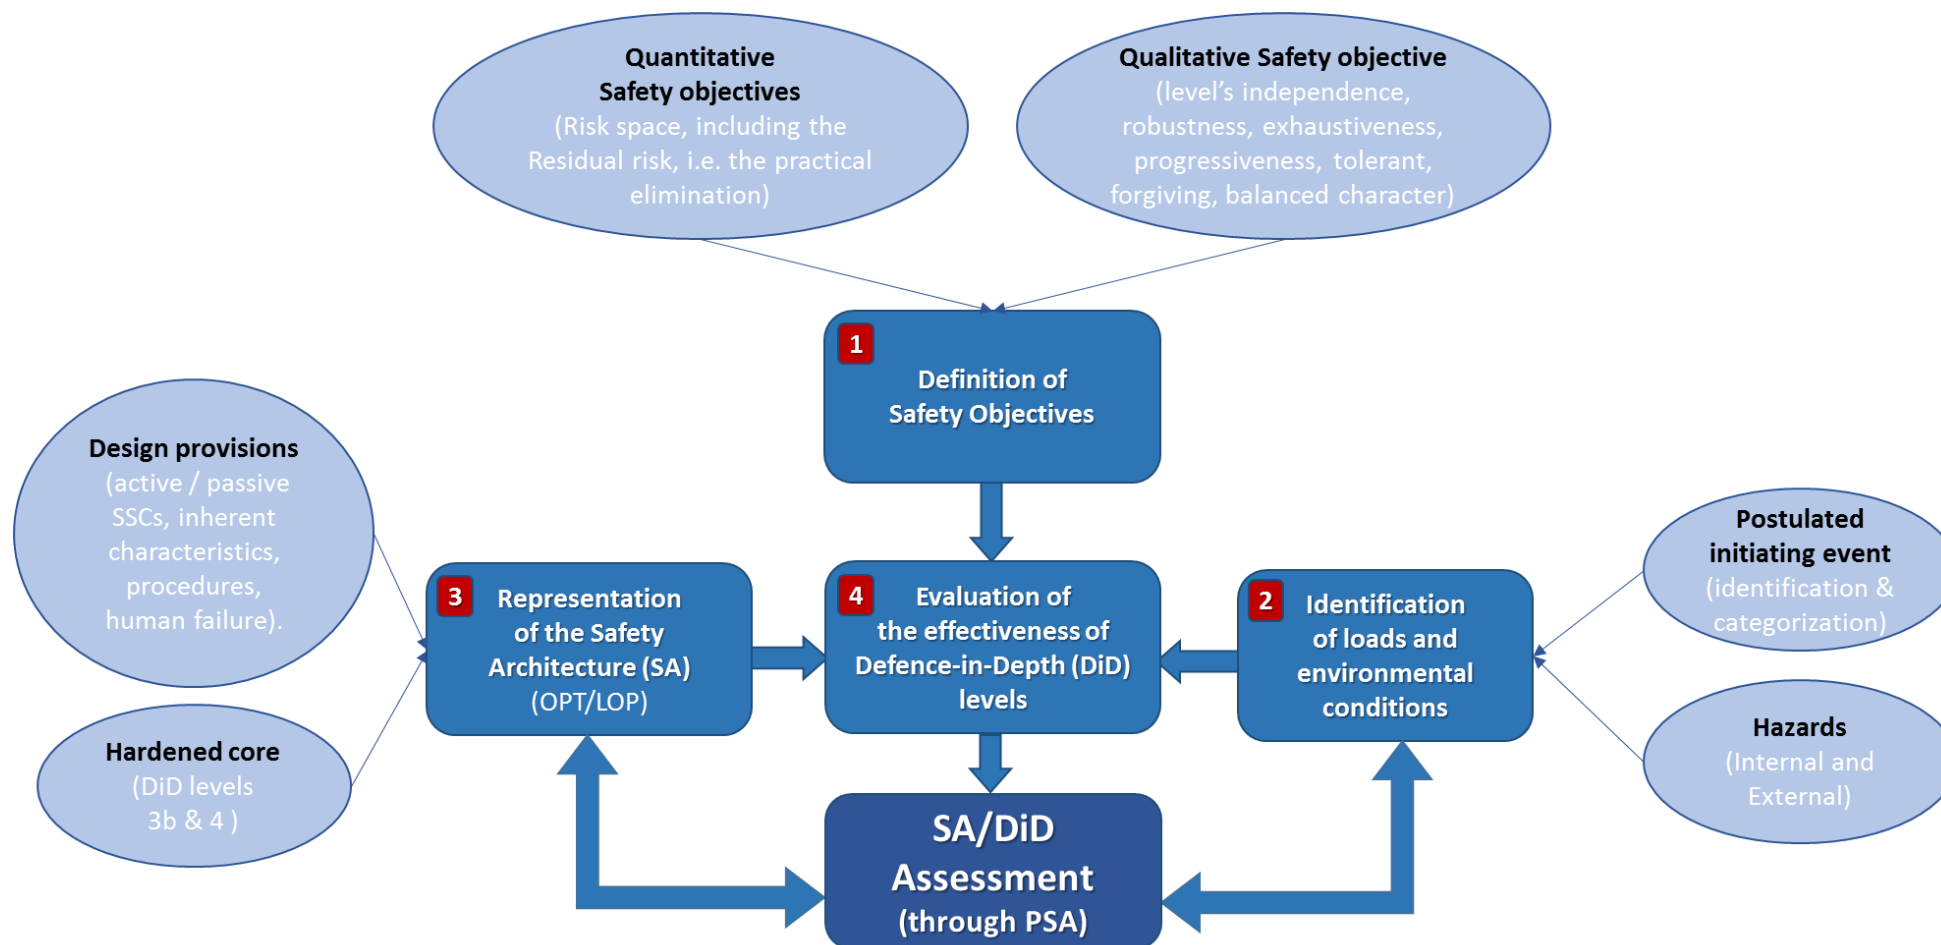 Quantitative
Safety objectives
(Risk space, including the
Residual risk, i.e. the practical
elimination)
Qualitative Safety objective
(level’s independence,
robustness, exhaustiveness,
progressiveness, tolerant,
forgiving, balanced character)
1
Definition of
Safety Objectives
Design provisions
(active / passive
SSCs, inherent
characteristics,
procedures,
human failure).
Hardened core
(DiD levels
3b & 4 )
3
Representation
of the Safety
Architecture (SA)
(OPT/LOP)
4
Evaluation of
the effectiveness of
Defence-in-Depth (DiD)
levels
2
Identification
of loads and
environmental
conditions
Postulated
initiating event
(identification &
categorization)
Hazards
(Internal and
External)
SA/DiD
Assessment
(through PSA)